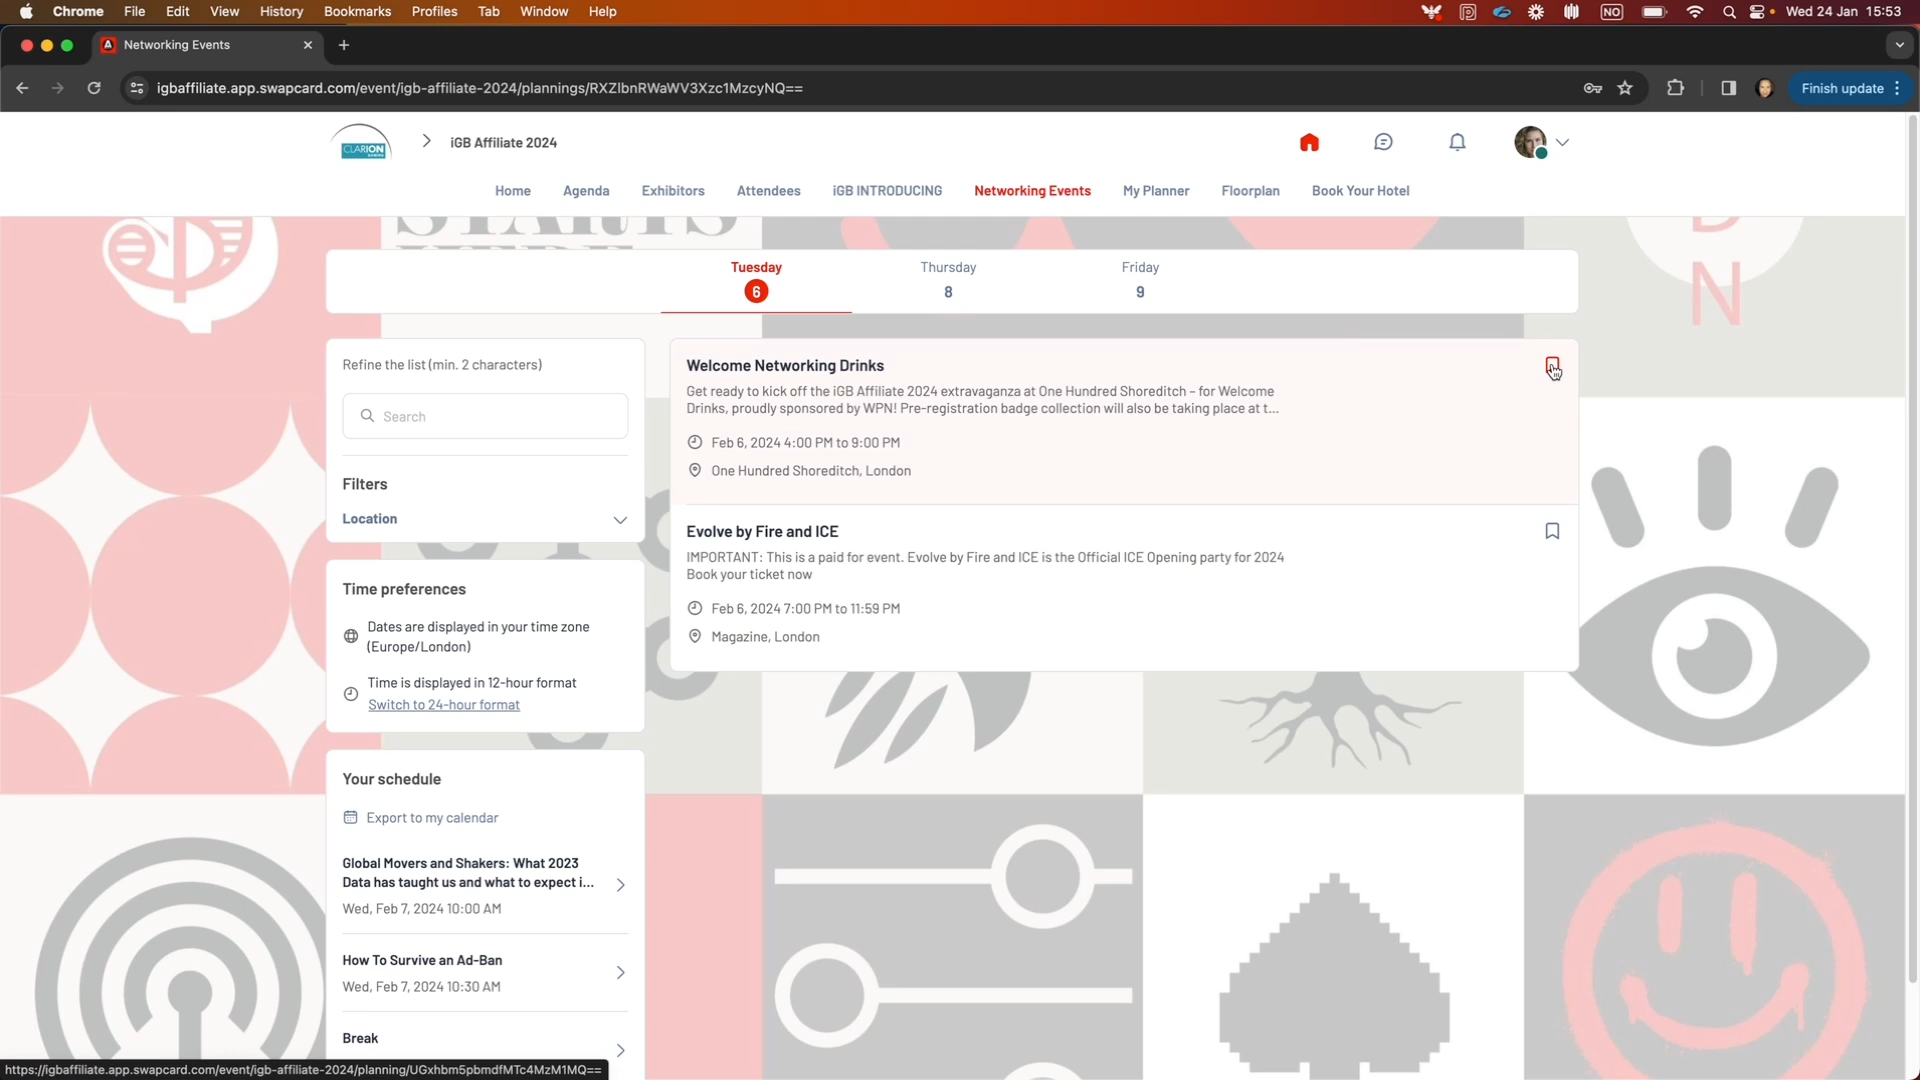 Chrome File Edit View History Bookmarks Profiles Tab Window Help NO Wed 24 Jan 15:53
Networking Events
igbaffiliate.app.swapcard.com/event/igb-affiliate-2024/plannings/RXZlbnRWaWV3Xzc1MzcyNQ== Finish update
CLARION iGB Affiliate 2024
Home Agenda Exhibitors Attendees iGB INTRODUCING Networking Events My Planner Floorplan Book Your Hotel
D
N
Tuesday Thursday Friday
6 8 9
Refine the list (min. 2 characters)
Search
Filters
Location
Time preferences
Dates are displayed in your time zone
(Europe/London)
Time is displayed in 12-hour format
Switch to 24-hour format
Your schedule
Export to my calendar
Global Movers and Shakers: What 2023
Data has taught us and what to expect i...
Wed, Feb 7, 2024 10:00 AM
How To Survive an Ad-Ban
Wed, Feb 7, 2024 10:30 AM
Break
Welcome Networking Drinks
Get ready to kick off the iGB Affiliate 2024 extravaganza at One Hundred Shoreditch – for Welcome
Drinks, proudly sponsored by WPN! Pre-registration badge collection will also be taking place at t...
Feb 6, 2024 4:00 PM to 9:00 PM
One Hundred Shoreditch, London
Evolve by Fire and ICE
IMPORTANT: This is a paid for event. Evolve by Fire and ICE is the Official ICE Opening party for 2024
Book your ticket now
Feb 6, 2024 7:00 PM to 11:59 PM
Magazine, London
https://igbaffiliate.app.swapcard.com/event/igb-affiliate-2024/planning/UGxhbm5pbmdfMTc4MzM1MQ==